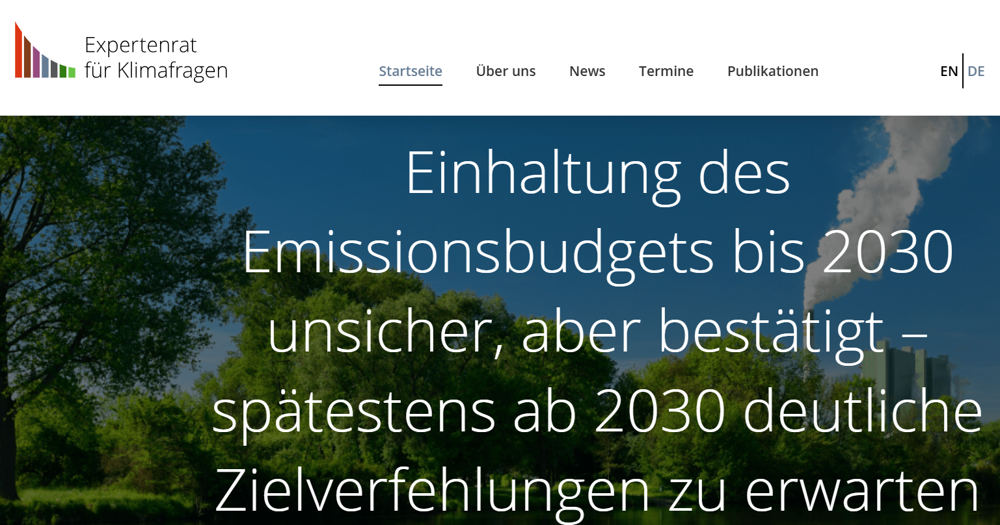 Expertenrat
für Klimafragen
Startseite Über uns News Termine Publikationen EN DE
Einhaltung des
Emissionsbudgets bis 2030
unsicher, aber bestätigt –
spätestens ab 2030 deutliche
Zielverfehlungen zu erwarten